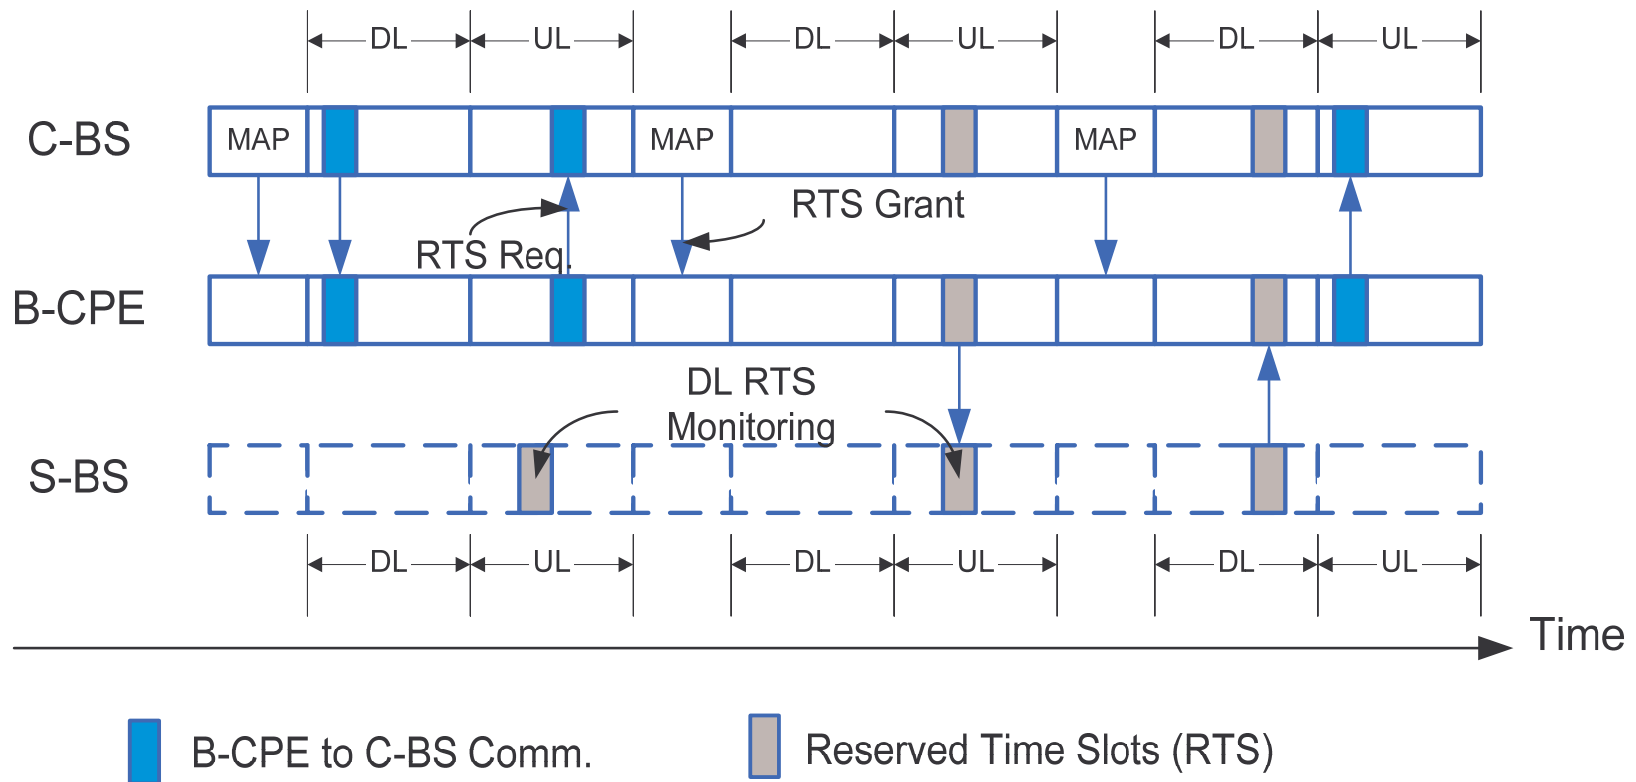 DL UL DL UL DL UL
C-BS MAP MAP MAP
RTS Grant
RTS Req.
B-CPE
DL RTS
Monitoring
S-BS
DL UL DL UL DL UL
Time
B-CPE to C-BS Comm. Reserved Time Slots (RTS)